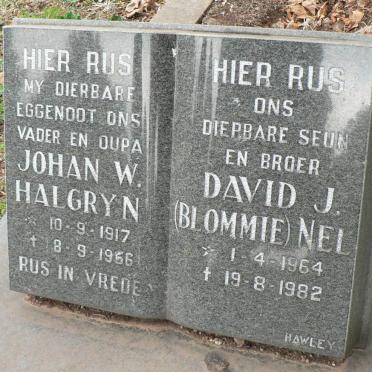 HIER RUS
MY DIERBARE
EGGENOOT ONS
VADER EN OUPA
JOHAN W.
HALGRYN
* 10-9-1917
† 8-9-1966
RUS IN VREDE
HIER RUS
ONS
DIERBARE SEUN
EN BROER
DAVID J.
(BLOMMIE) NEL
* 1-4-1964
† 19-8-1982
HAWLEY